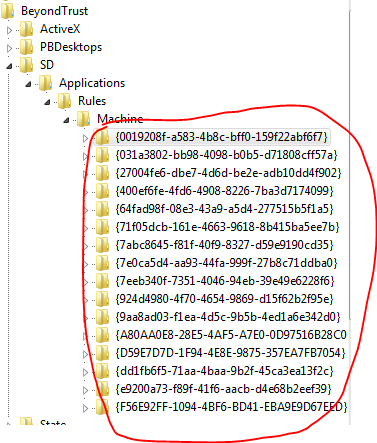 BeyondTrust
ActiveX
PBDesktops
SD
Applications
Rules
Machine
{0019208f-a583-4b8c-bff0-159f22abf6f7}
{031a3802-bb98-4098-b0b5-d71808cff57a}
{27004fe6-dbe7-4d6d-be2e-adb10dd4f902}
{400ef6fe-4fd6-4908-8226-7ba3d7174099}
{64fad98f-08e3-43a9-a5d4-277515b5f1a5}
{71f05dcb-161e-4663-9618-8b415ba5ee7b}
{7abc8645-f81f-40f9-8327-d59e9190cd35}
{7e0ca5d4-aa93-44fa-999f-27b8c71ddba0}
{7eeb340f-7351-4046-94eb-39e49e6228f6}
{924d4980-4f70-4654-9869-d15f62b2f95e}
{9aa8ad03-f1ea-4d5c-9b5b-4ed1a6e342d0}
{A80AA0E8-28E5-4AF5-A7E0-0D97516B28C0
{D59E7D7D-1F94-4E8E-9875-357EA7FB7054}
{dd1fb6f5-71aa-4baa-9b2f-45ca3ea13f2c}
{e9200a73-f89f-41f6-aacb-d4e68b2eef39}
{F56E92FF-1094-4BF6-BD41-EBA9E9D67EED}
State